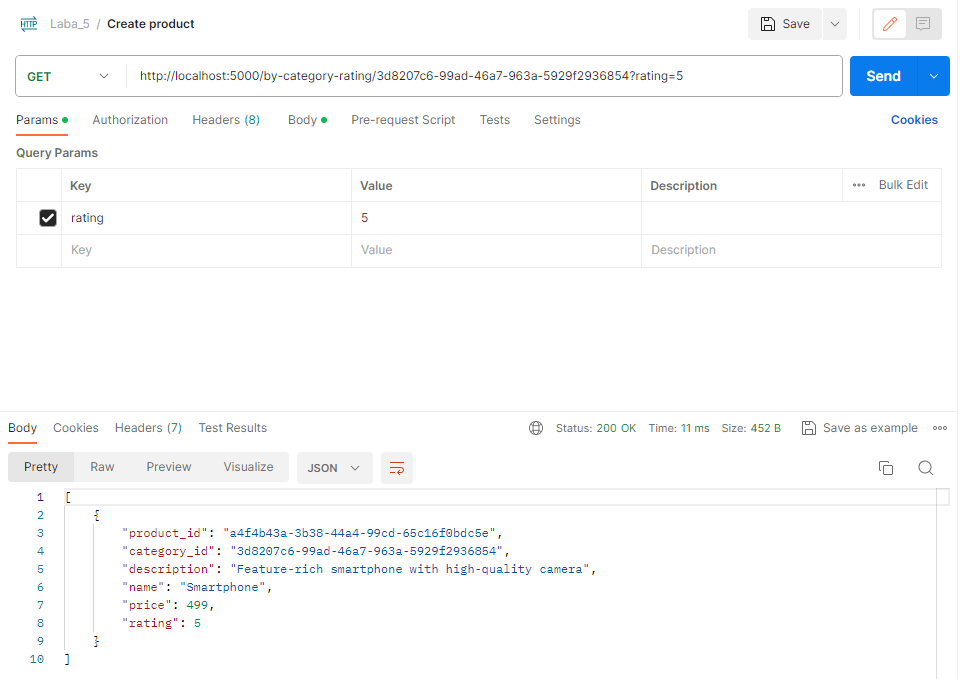 HTTP Laba_5 / Create product Save
GET http://localhost:5000/by-category-rating/3d8207c6-99ad-46a7-963a-5929f2936854?rating=5 Send
Params Authorization Headers (8) Body Pre-request Script Tests Settings Cookies
Query Params
Key Value Description Bulk Edit
rating 5
Key Value Description
Body Cookies Headers (7) Test Results Status: 200 OK Time: 11 ms Size: 452 B Save as example
Pretty Raw Preview Visualize JSON
1 [
2 {
3 "product_id": "a4f4b43a-3b38-44a4-99cd-65c16f0bdc5e",
4 "category_id": "3d8207c6-99ad-46a7-963a-5929f2936854",
5 "description": "Feature-rich smartphone with high-quality camera",
6 "name": "Smartphone",
7 "price": 499,
8 "rating": 5
9 }
10 ]